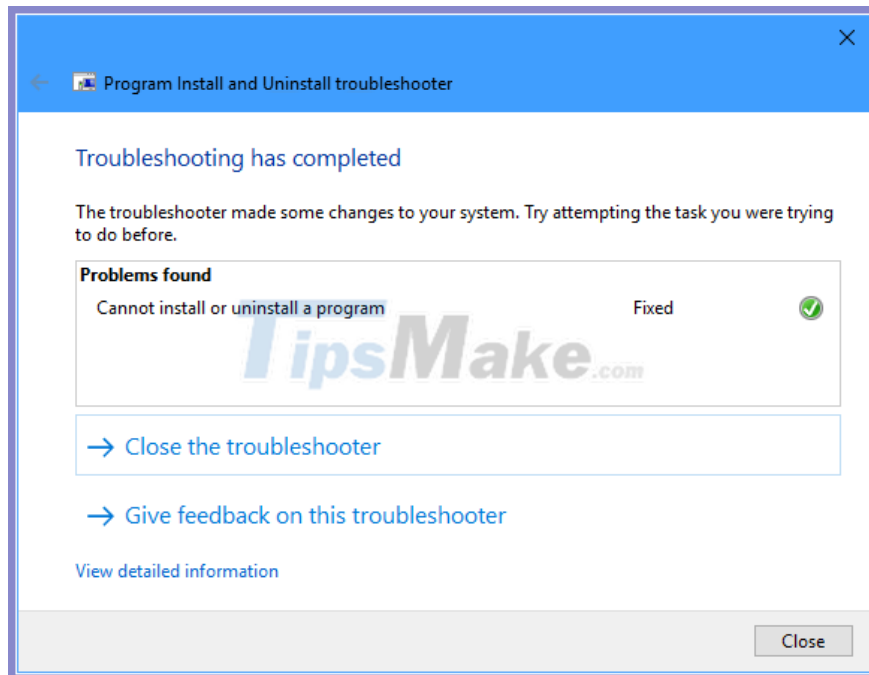 Program Install and Uninstall troubleshooter
Troubleshooting has completed
The troubleshooter made some changes to your system. Try attempting the task you were trying
to do before.
Problems found
Cannot install or uninstall a program Fixed
TipsMake.com
Close the troubleshooter
Give feedback on this troubleshooter
View detailed information
Close